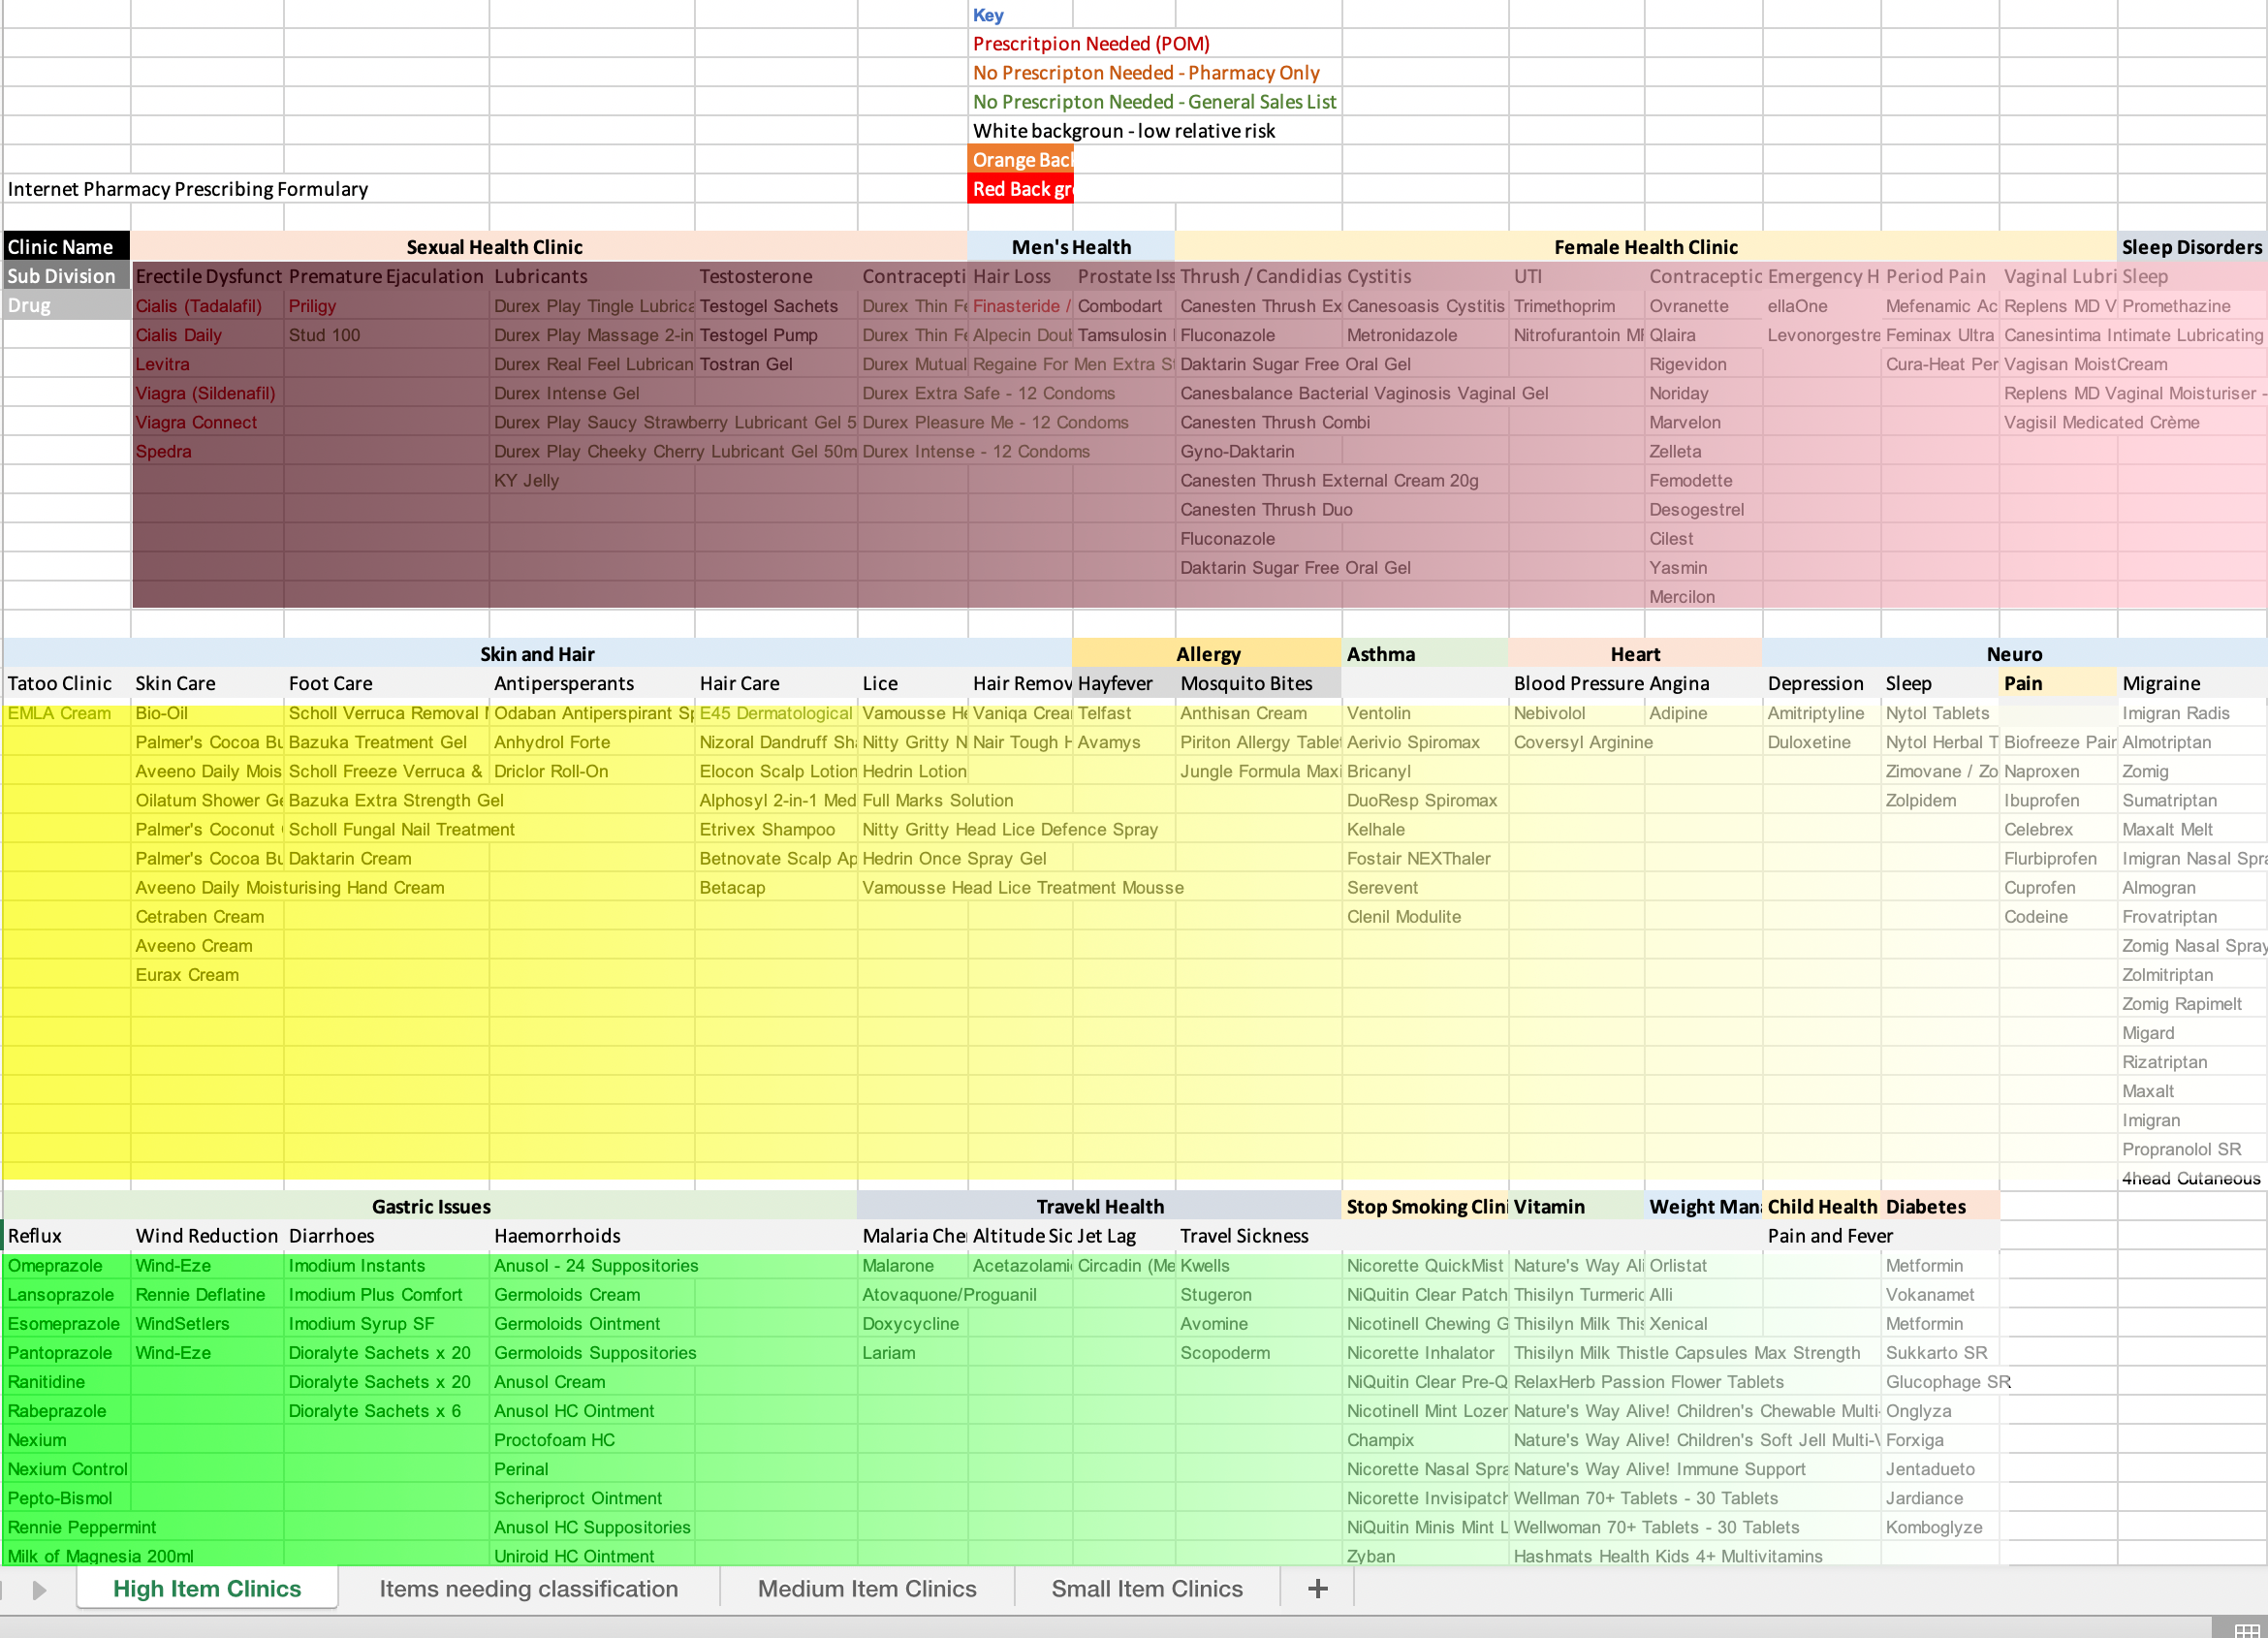 Key
Prescritpion Needed (POM)
No Prescripton Needed - Pharmacy Only
No Prescripton Needed - General Sales List
White backgroun - low relative risk
Orange Bac
Internet Pharmacy Prescribing Formulary Red Back gr
Clinic Name Sexual Health Clinic Men's Health Female Health Clinic Sleep Disorders
Sub Division Erectile Dysfunct Premature Ejaculation Lubricants Testosterone Contracepti Hair Loss Prostate Iss Thrush / Candidias Cystitis UTI Contraceptic Emergency H Period Pain Vaginal Lubri Sleep
Drug Cialis (Tadalafil) Priligy Durex Play Tingle Lubrica Testogel Sachets Durex Thin Fe Finasteride / Combodart Canesten Thrush Ex Canesoasis Cystitis Trimethoprim Ovranette ellaOne Mefenamic Ac Replens MD V Promethazine
Cialis Daily Stud 100 Durex Play Massage 2-in Testogel Pump Durex Thin Fe Alpecin Doub Tamsulosin Fluconazole Metronidazole Nitrofurantoin MR Qlaira Levonorgestre Feminax Ultra Canesintima Intimate Lubricating
Levitra Durex Real Feel Lubrican Tostran Gel Durex Mutual Regaine For Men Extra S Daktarin Sugar Free Oral Gel Rigevidon Cura-Heat Per Vagisan MoistCream
Viagra (Sildenafil) Durex Intense Gel Durex Extra Safe - 12 Condoms Canesbalance Bacterial Vaginosis Vaginal Gel Noriday Replens MD Vaginal Moisturiser -
Viagra Connect Durex Play Saucy Strawberry Lubricant Gel 5 Durex Pleasure Me - 12 Condoms Canesten Thrush Combi Marvelon Vagisil Medicated Crème
Spedra Durex Play Cheeky Cherry Lubricant Gel 50m Durex Intense - 12 Condoms Gyno-Daktarin Zelleta
KY Jelly Canesten Thrush External Cream 20g Femodette
Canesten Thrush Duo Desogestrel
Fluconazole Cilest
Daktarin Sugar Free Oral Gel Yasmin
Mercilon
Skin and Hair Allergy Asthma Heart Neuro
Tatoo Clinic Skin Care Foot Care Antipersperants Hair Care Lice Hair Remov Hayfever Mosquito Bites Blood Pressure Angina Depression Sleep Pain Migraine
EMLA Cream Bio-Oil Scholl Verruca Removal Odaban Antiperspirant Sp E45 Dermatological Vamousse He Vaniqa Crea Telfast Anthisan Cream Ventolin Nebivolol Adipine Amitriptyline Nytol Tablets Imigran Radis
Palmer's Cocoa Bu Bazuka Treatment Gel Anhydrol Forte Nizoral Dandruff Sha Nitty Gritty N Nair Tough H Avamys Piriton Allergy Tablet Aerivio Spiromax Coversyl Arginine Duloxetine Nytol Herbal T Biofreeze Pain Almotriptan
Aveeno Daily Mois Scholl Freeze Verruca & Driclor Roll-On Elocon Scalp Lotion Hedrin Lotion Jungle Formula Maxi Bricanyl Zimovane / Zo Naproxen Zomig
Oilatum Shower Ge Bazuka Extra Strength Gel Alphosyl 2-in-1 Med Full Marks Solution DuoResp Spiromax Zolpidem Ibuprofen Sumatriptan
Palmer's Coconut Scholl Fungal Nail Treatment Etrivex Shampoo Nitty Gritty Head Lice Defence Spray Kelhale Celebrex Maxalt Melt
Palmer's Cocoa Bu Daktarin Cream Betnovate Scalp Ap Hedrin Once Spray Gel Fostair NEXThaler Flurbiprofen Imigran Nasal Spra
Aveeno Daily Moisturising Hand Cream Betacap Vamousse Head Lice Treatment Mousse Serevent Cuprofen Almogran
Cetraben Cream Clenil Modulite Codeine Frovatriptan
Aveeno Cream Zomig Nasal Spray
Eurax Cream Zolmitriptan
Zomig Rapimelt
Migard
Rizatriptan
Maxalt
Imigran
Propranolol SR
4head Cutaneous
Gastric Issues Travekl Health Stop Smoking Clini Vitamin Weight Mana Child Health Diabetes
Reflux Wind Reduction Diarrhoes Haemorrhoids Malaria Che Altitude Sic Jet Lag Travel Sickness Pain and Fever
Omeprazole Wind-Eze Imodium Instants Anusol - 24 Suppositories Malarone Acetazolami Circadin (Me Kwells Nicorette QuickMist Nature's Way Ali Orlistat Metformin
Lansoprazole Rennie Deflatine Imodium Plus Comfort Germoloids Cream Atovaquone/Proguanil Stugeron NiQuitin Clear Patch Thisilyn Turmeric Alli Vokanamet
Esomeprazole WindSetlers Imodium Syrup SF Germoloids Ointment Doxycycline Avomine Nicotinell Chewing G Thisilyn Milk This Xenical Metformin
Pantoprazole Wind-Eze Dioralyte Sachets x 20 Germoloids Suppositories Lariam Scopoderm Nicorette Inhalator Thisilyn Milk Thistle Capsules Max Strength Sukkarto SR
Ranitidine Dioralyte Sachets x 20 Anusol Cream NiQuitin Clear Pre-Q RelaxHerb Passion Flower Tablets Glucophage SR
Rabeprazole Dioralyte Sachets x 6 Anusol HC Ointment Nicotinell Mint Lozer Nature's Way Alive! Children's Chewable Multi- Onglyza
Nexium Proctofoam HC Champix Nature's Way Alive! Children's Soft Jell Multi-V Forxiga
Nexium Control Perinal Nicorette Nasal Spra Nature's Way Alive! Immune Support Jentadueto
Pepto-Bismol Scheriproct Ointment Nicorette Invisipatch Wellman 70+ Tablets - 30 Tablets Jardiance
Rennie Peppermint Anusol HC Suppositories NiQuitin Minis Mint L Wellwoman 70+ Tablets - 30 Tablets Komboglyze
Milk of Magnesia 200ml Uniroid HC Ointment Zyban Hashmats Health Kids 4+ Multivitamins
High Item Clinics Items needing classification Medium Item Clinics Small Item Clinics +